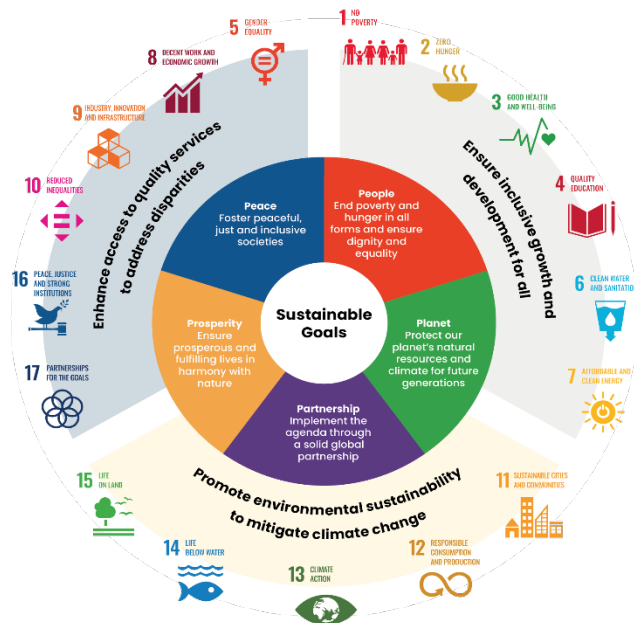 1 NO
POVERTY
2 ZERO
HUNGER
3 GOOD HEALTH
AND WELL-BEING
4 QUALITY
EDUCATION
6 CLEAN WATER
AND SANITATIO
7 AFFORDABLE AND
CLEAN ENERGY
Ensure inclusive growth and
development for all
11 SUSTAINABLE CITIES
AND COMMUNITIES
12 RESPONSIBLE
CONSUMPTION
AND PRODUCTION
13 CLIMATE
ACTION
14 LIFE
BELOW WATER
15 LIFE
ON LAND
Promote environmental sustainability
to mitigate climate change
17 PARTNERSHIPS
FOR THE GOALS
16 PEACE, JUSTICE
AND STRONG
INSTITUTIONS
10 REDUCED
INEQUALITIES
9 INDUSTRY, INNOVATION
AND INFRASTRUCTURE
8 DECENT WORK AND
ECONOMIC GROWTH
5 GENDER
EQUALITY
Enhance access to quality services
to address disparities
Peace
Foster peaceful,
just and inclusive
societies
People
End poverty and
hunger in all
forms and ensure
dignity and
equality
Planet
Protect our
planet's natural
resources and
climate for future
generations
Partnership
Implement the
agenda through
a solid global
partnership
Prosperity
Ensure
prosperous and
fulfilling lives in
harmony with
nature
Sustainable
Goals